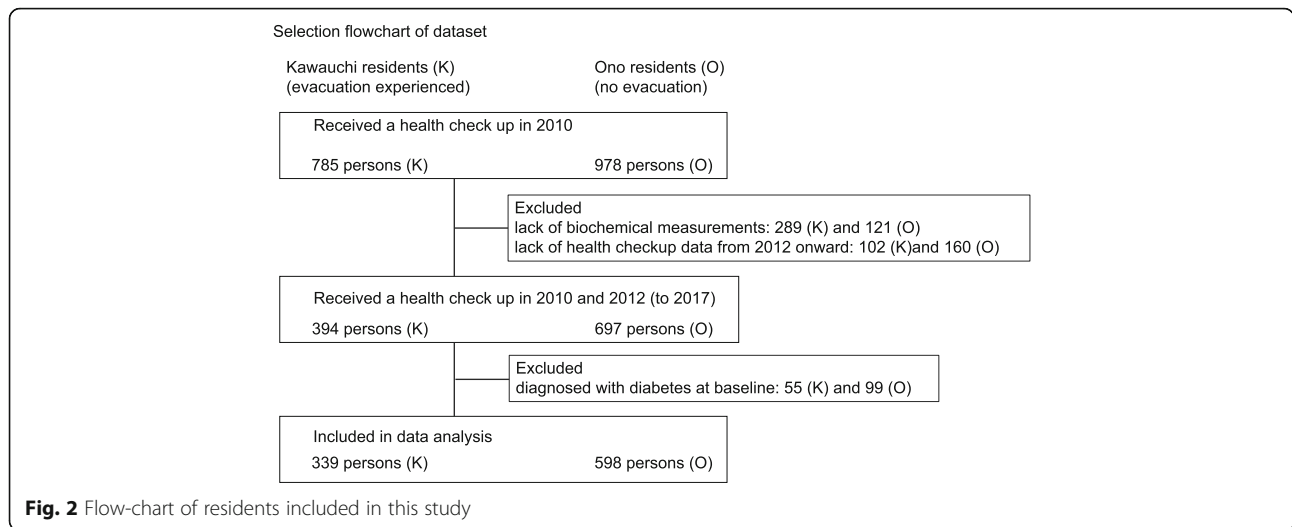 Selection flowchart of dataset
Kawauchi residents (K) Ono residents (O)
(evacuation experienced) (no evacuation)
Received a health check up in 2010
785 persons (K) 978 persons (O)
Excluded
lack of biochemical measurements: 289 (K) and 121 (O)
lack of health checkup data from 2012 onward: 102 (K)and 160 (O)
Received a health check up in 2010 and 2012 (to 2017)
394 persons (K) 697 persons (O)
Excluded
diagnosed with diabetes at baseline: 55 (K) and 99 (O)
Included in data analysis
339 persons (K) 598 persons (O)
Fig. 2 Flow-chart of residents included in this study